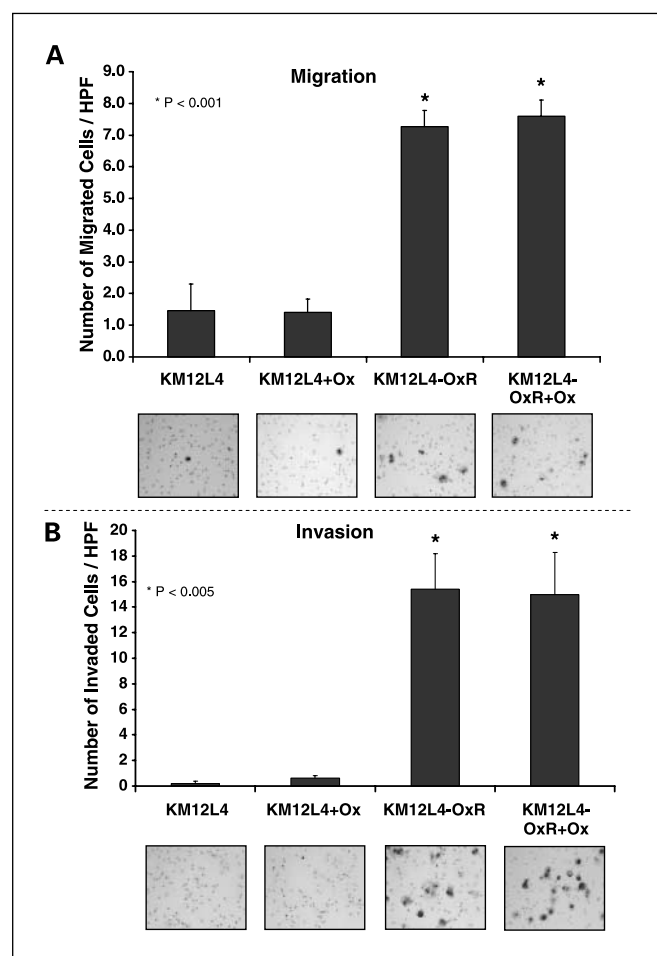 A
Migration
Number of Migrated Cells / HPF
9.0
8.0
7.0
6.0
5.0
4.0
3.0
2.0
1.0
0.0
* P < 0.001
*
*
KM12L4
KM12L4+Ox
KM12L4-OxR
KM12L4-
OxR+Ox
B
Invasion
Number of Invaded Cells / HPF
20
18
16
14
12
10
8
6
4
2
0
* P < 0.005
*
*
KM12L4
KM12L4+Ox
KM12L4-OxR
KM12L4-
OxR+Ox